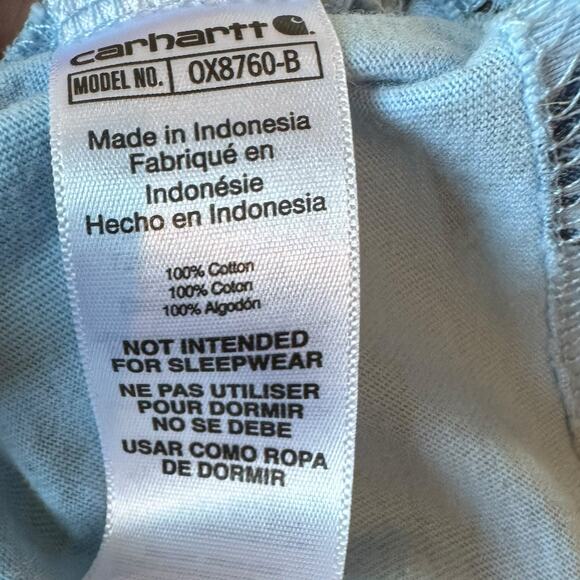 carhartt
MODEL NO. OX8760-B
Made in Indonesia
Fabriqué en
Indonésie
Hecho en Indonesia
100% Cotton
100% Coton
100% Algodón
NOT INTENDED
FOR SLEEPWEAR
NE PAS UTILISER
POUR DORMIR
NO SE DEBE
USAR COMO ROPA
DE DORMIR